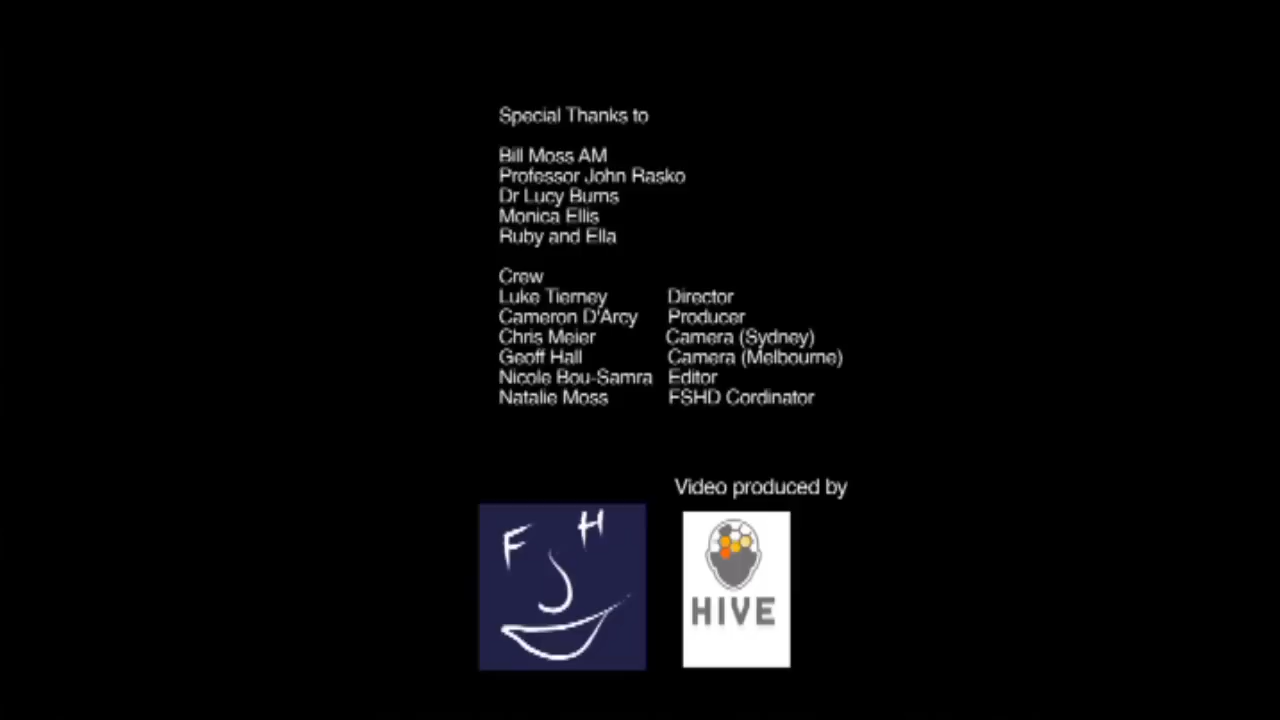 Special Thanks to
Bill Moss AM
Professor John Rasko
Dr Lucy Burns
Monica Ellis
Ruby and Ella
Crew
Luke Tierney Director
Cameron D'Arcy Producer
Chris Meier Camera (Sydney)
Geoff Hall Camera (Melbourne)
Nicole Bou-Samra Editor
Natalie Moss FSHD Cordinator
Video produced by
F H
HIVE